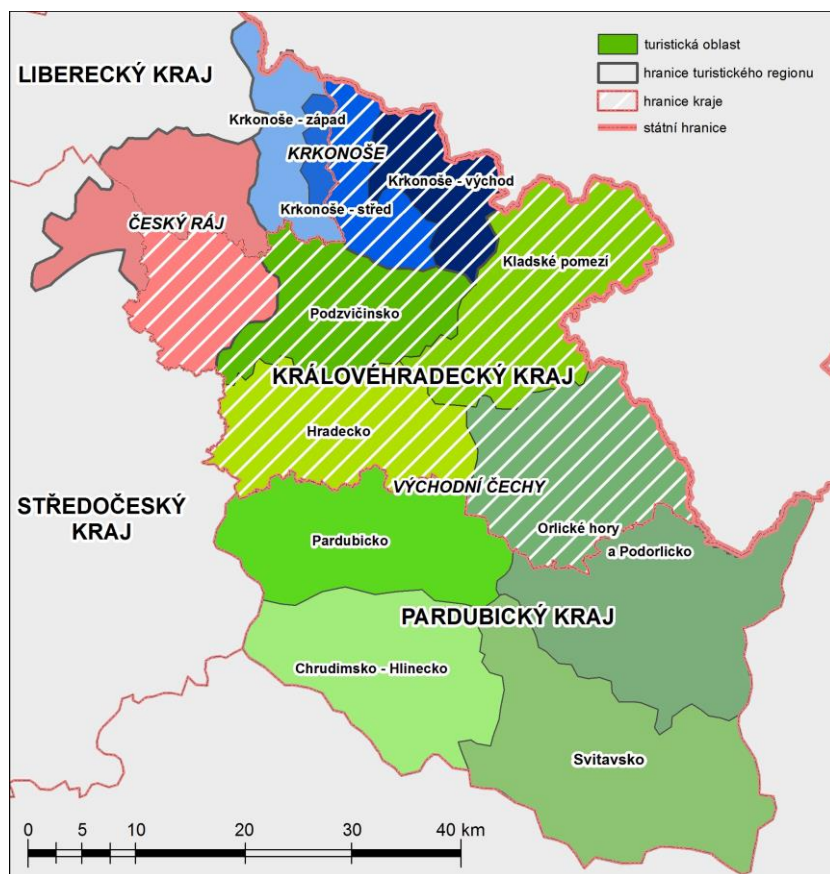 LIBERECKÝ KRAJ
turistická oblast
hranice turistického regionu
hranice kraje
státní hranice
Krkonoše - západ
KRKONOŠE
Krkonoše - východ
Krkonoše - střed
ČESKÝ RÁJ
Kladské pomezí
Podzvičinsko
KRÁLOVÉHRADECKÝ KRAJ
Hradecko
VÝCHODNÍ ČECHY
STŘEDOČESKÝ
KRAJ
Orlické hory
a Podorlicko
Pardubicko
PARDUBICKÝ KRAJ
Chrudimsko - Hlinecko
Svitavsko
0 5 10 20 30 40 km